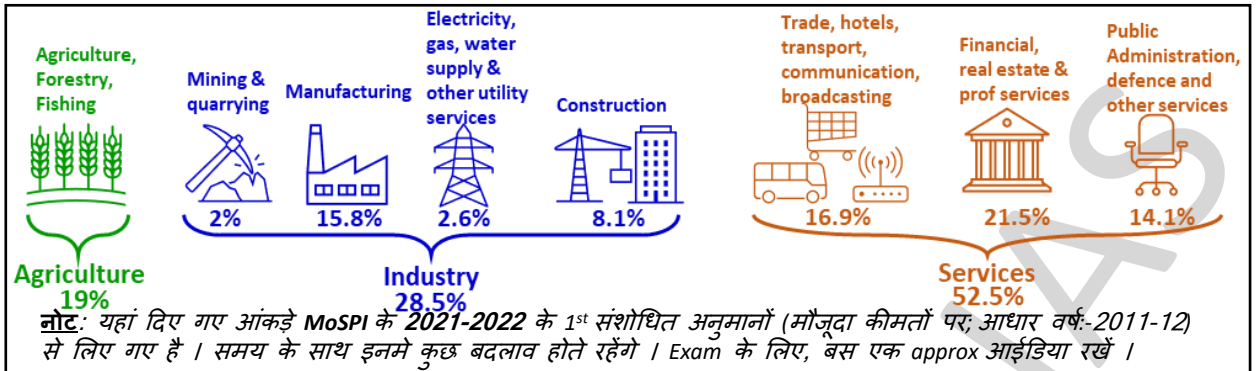 Agriculture,
Forestry,
Fishing
Mining &
quarrying
2%
Manufacturing
15.8%
Electricity,
gas, water
supply &
other utility
services
2.6%
Construction
8.1%
Trade, hotels,
transport,
communication,
broadcasting
16.9%
Financial,
real estate &
prof services
21.5%
Public
Administration,
defence and
other services
14.1%
Agriculture
19%
Industry
28.5%
Services
52.5%
नोट: यहां दिए गए आंकड़े MoSPI के 2021-2022 के 1st संशोधित अनुमानों (मौजूदा कीमतों पर; आधार वर्ष:-2011-12)
से लिए गए है । समय के साथ इनमे कुछ बदलाव होते रहेंगे । Exam के लिए, बस एक approx आईडिया रखें ।
IAS